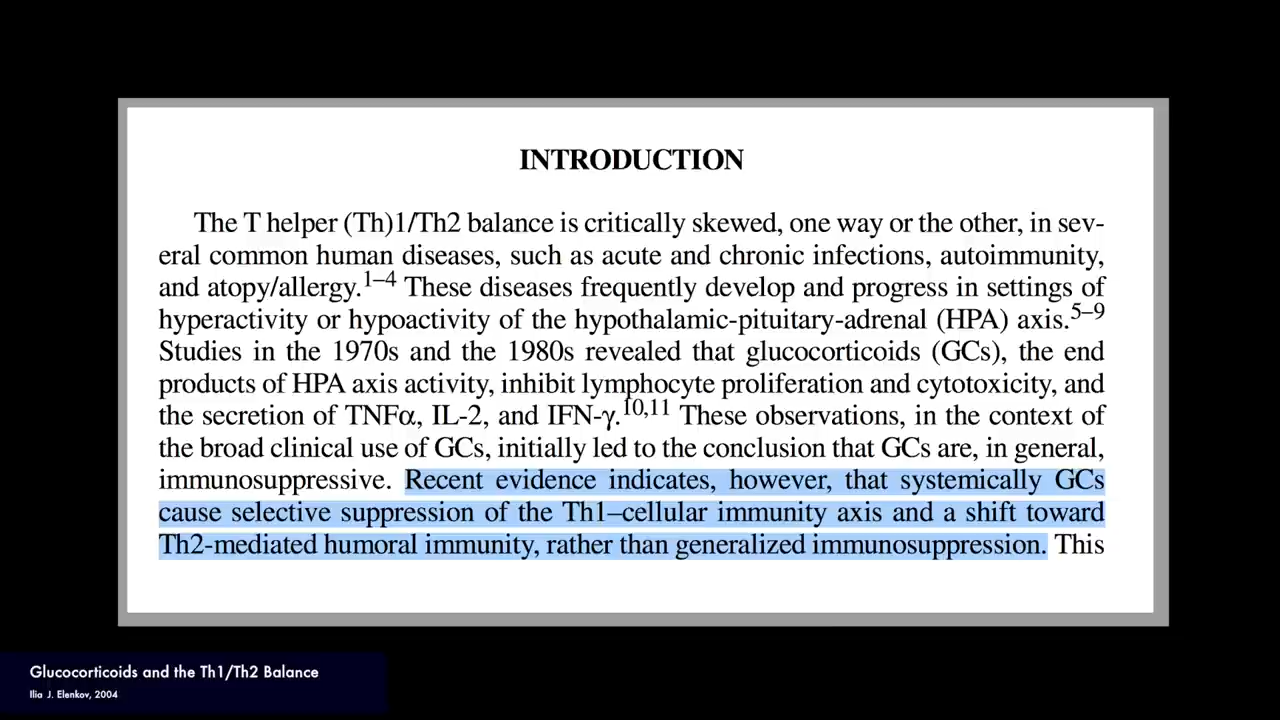 INTRODUCTION
The T helper (Th)1/Th2 balance is critically skewed, one way or the other, in sev-
eral common human diseases, such as acute and chronic infections, autoimmunity,
and atopy/allergy.1–4 These diseases frequently develop and progress in settings of
hyperactivity or hypoactivity of the hypothalamic-pituitary-adrenal (HPA) axis.5–9
Studies in the 1970s and the 1980s revealed that glucocorticoids (GCs), the end
products of HPA axis activity, inhibit lymphocyte proliferation and cytotoxicity, and
the secretion of TNFα, IL-2, and IFN-γ.10,11 These observations, in the context of
the broad clinical use of GCs, initially led to the conclusion that GCs are, in general,
immunosuppressive. Recent evidence indicates, however, that systemically GCs
cause selective suppression of the Th1–cellular immunity axis and a shift toward
Th2-mediated humoral immunity, rather than generalized immunosuppression. This
Glucocorticoids and the Th1/Th2 Balance
Ilia J. Elenkov, 2004